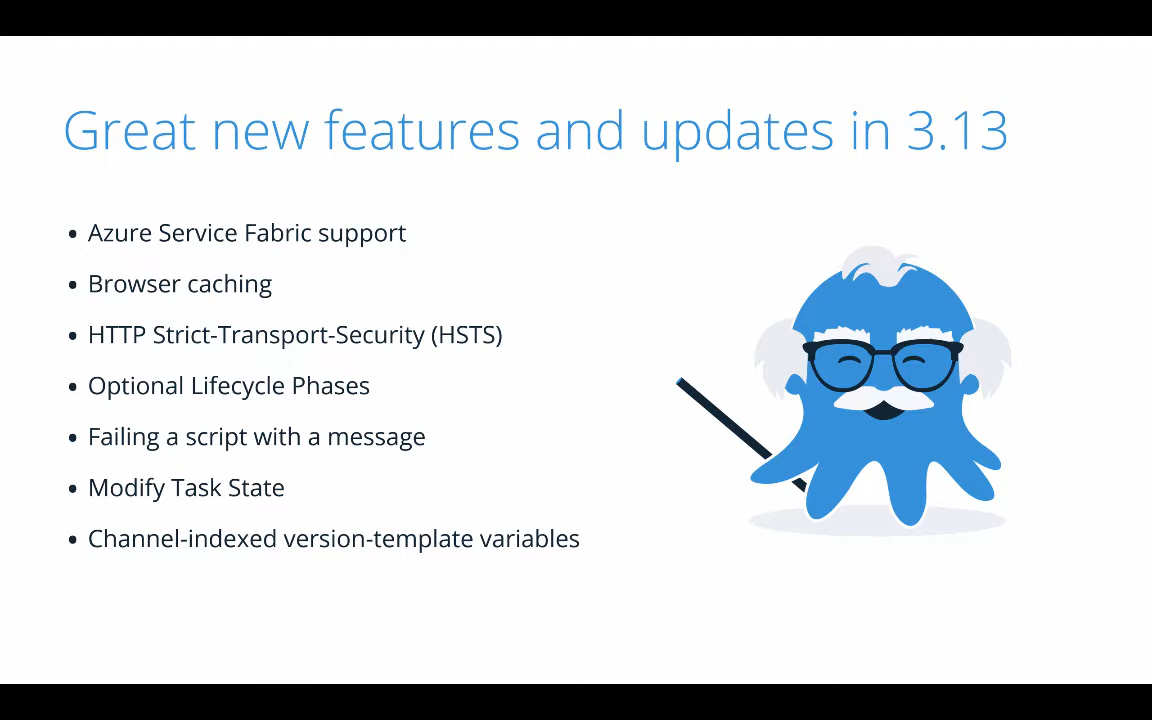 Great new features and updates in 3.13
• Azure Service Fabric support
• Browser caching
• HTTP Strict-Transport-Security (HSTS)
• Optional Lifecycle Phases
• Failing a script with a message
• Modify Task State
• Channel-indexed version-template variables